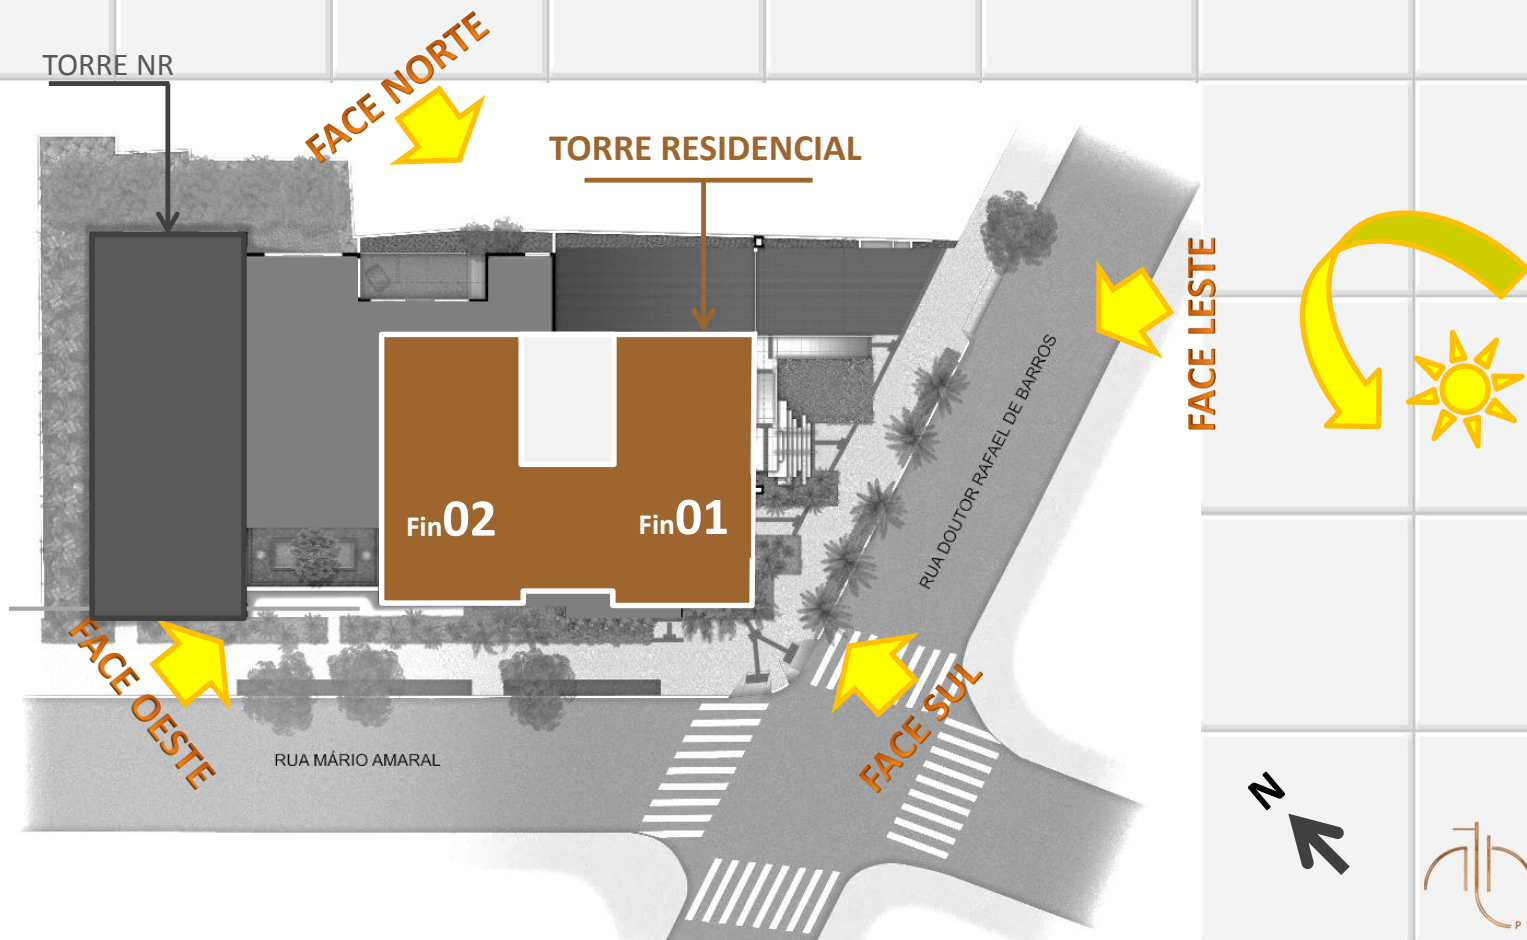 TORRE NR
FACE NORTE
TORRE RESIDENCIAL
FACE LESTE
RUA DOUTOR RAFAEL DE BARROS
Fin02
Fin01
FACE OESTE
FACE SUL
RUA MÁRIO AMARAL
N
P